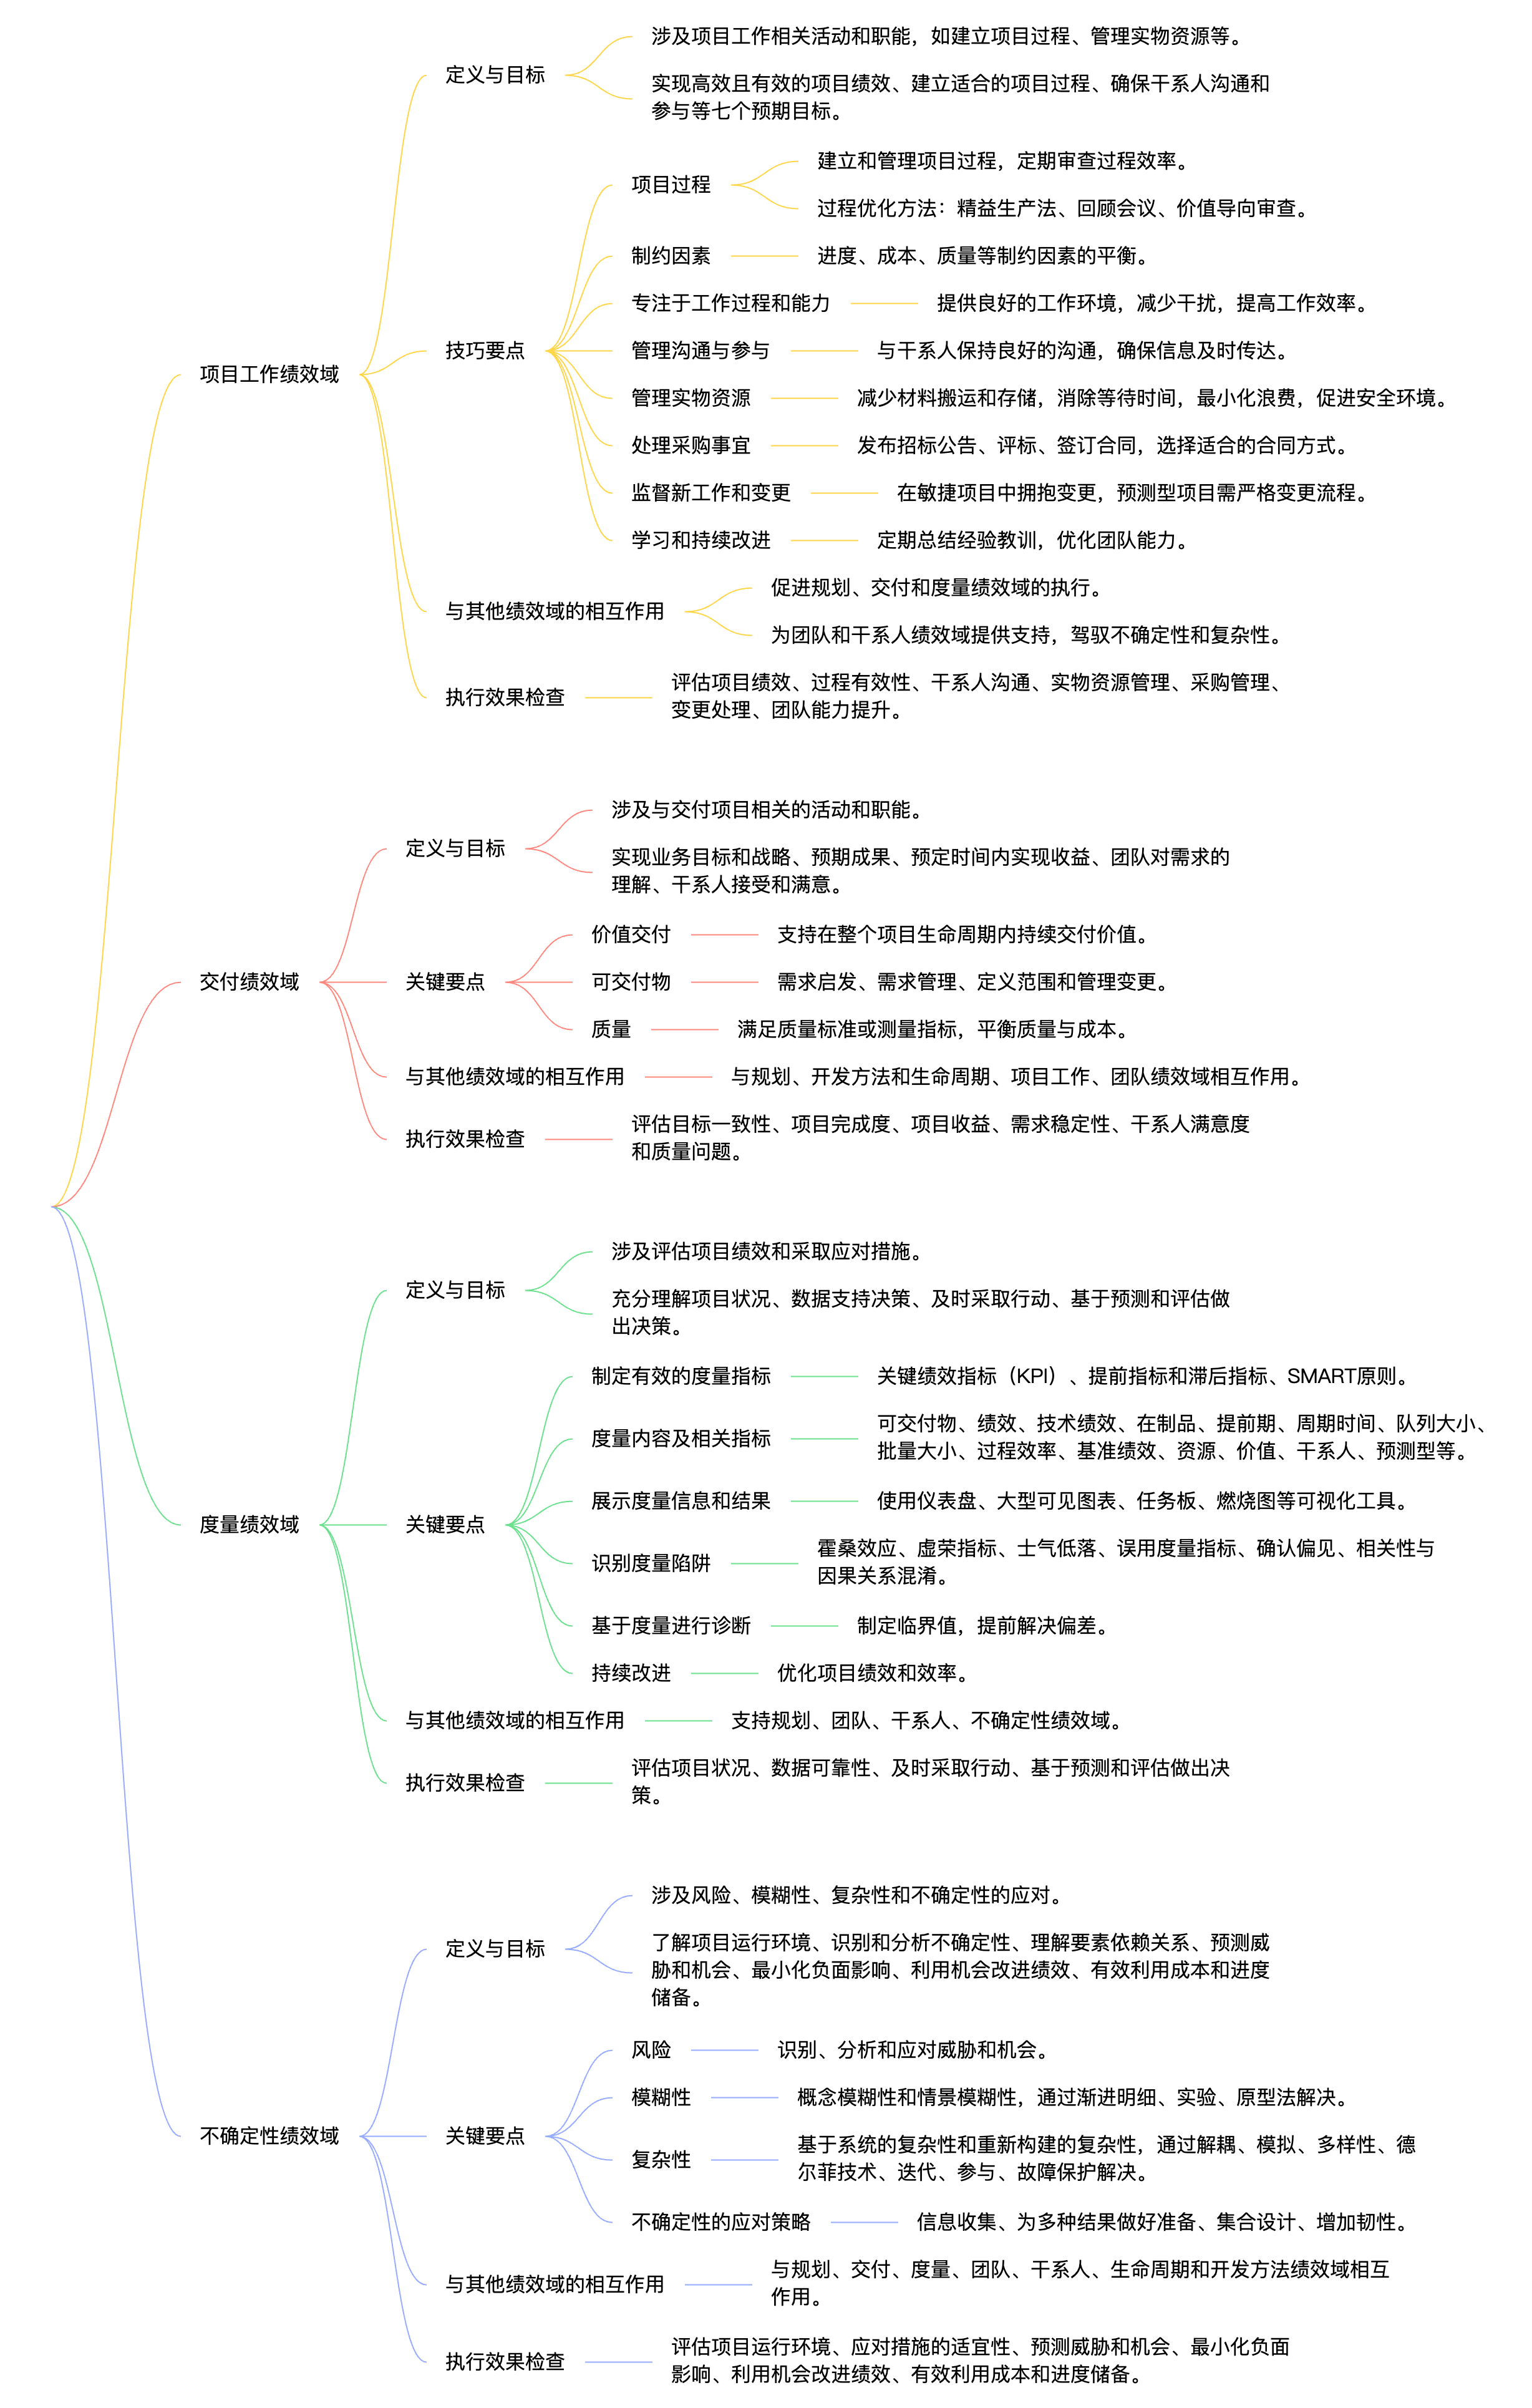 项目工作绩效域
定义与目标
涉及项目工作相关活动和职能，如建立项目过程、管理实物资源等。
实现高效且有效的项目绩效、建立适合的项目过程、确保干系人沟通和
参与等七个预期目标。
技巧要点
项目过程
建立和管理项目过程，定期审查过程效率。
过程优化方法：精益生产法、回顾会议、价值导向审查。
制约因素
进度、成本、质量等制约因素的平衡。
专注于工作过程和能力
提供良好的工作环境，减少干扰，提高工作效率。
管理沟通与参与
与干系人保持良好的沟通，确保信息及时传达。
管理实物资源
减少材料搬运和存储，消除等待时间，最小化浪费，促进安全环境。
处理采购事宜
发布招标公告、评标、签订合同，选择适合的合同方式。
监督新工作和变更
在敏捷项目中拥抱变更，预测型项目需严格变更流程。
学习和持续改进
定期总结经验教训，优化团队能力。
与其他绩效域的相互作用
促进规划、交付和度量绩效域的执行。
为团队和干系人绩效域提供支持，驾驭不确定性和复杂性。
执行效果检查
评估项目绩效、过程有效性、干系人沟通、实物资源管理、采购管理、
变更处理、团队能力提升。
交付绩效域
定义与目标
涉及与交付项目相关的活动和职能。
实现业务目标和战略、预期成果、预定时间内实现收益、团队对需求的
理解、干系人接受和满意。
关键要点
价值交付
支持在整个项目生命周期内持续交付价值。
可交付物
需求启发、需求管理、定义范围和管理变更。
质量
满足质量标准或测量指标，平衡质量与成本。
与其他绩效域的相互作用
与规划、开发方法和生命周期、项目工作、团队绩效域相互作用。
执行效果检查
评估目标一致性、项目完成度、项目收益、需求稳定性、干系人满意度
和质量问题。
度量绩效域
定义与目标
涉及评估项目绩效和采取应对措施。
充分理解项目状况、数据支持决策、及时采取行动、基于预测和评估做
出决策。
关键要点
制定有效的度量指标
关键绩效指标（KPI）、提前指标和滞后指标、SMART原则。
度量内容及相关指标
可交付物、绩效、技术绩效、在制品、提前期、周期时间、队列大小、
批量大小、过程效率、基准绩效、资源、价值、干系人、预测型等。
展示度量信息和结果
使用仪表盘、大型可见图表、任务板、燃烧图等可视化工具。
识别度量陷阱
霍桑效应、虚荣指标、士气低落、误用度量指标、确认偏见、相关性与
因果关系混淆。
基于度量进行诊断
制定临界值，提前解决偏差。
持续改进
优化项目绩效和效率。
与其他绩效域的相互作用
支持规划、团队、干系人、不确定性绩效域。
执行效果检查
评估项目状况、数据可靠性、及时采取行动、基于预测和评估做出决
策。
不确定性绩效域
定义与目标
涉及风险、模糊性、复杂性和不确定性的应对。
了解项目运行环境、识别和分析不确定性、理解要素依赖关系、预测威
胁和机会、最小化负面影响、利用机会改进绩效、有效利用成本和进度
储备。
关键要点
风险
识别、分析和应对威胁和机会。
模糊性
概念模糊性和情景模糊性，通过渐进明细、实验、原型法解决。
复杂性
基于系统的复杂性和重新构建的复杂性，通过解耦、模拟、多样性、德
尔菲技术、迭代、参与、故障保护解决。
不确定性的应对策略
信息收集、为多种结果做好准备、集合设计、增加韧性。
与其他绩效域的相互作用
与规划、交付、度量、团队、干系人、生命周期和开发方法绩效域相互
作用。
执行效果检查
评估项目运行环境、应对措施的适宜性、预测威胁和机会、最小化负面
影响、利用机会改进绩效、有效利用成本和进度储备。